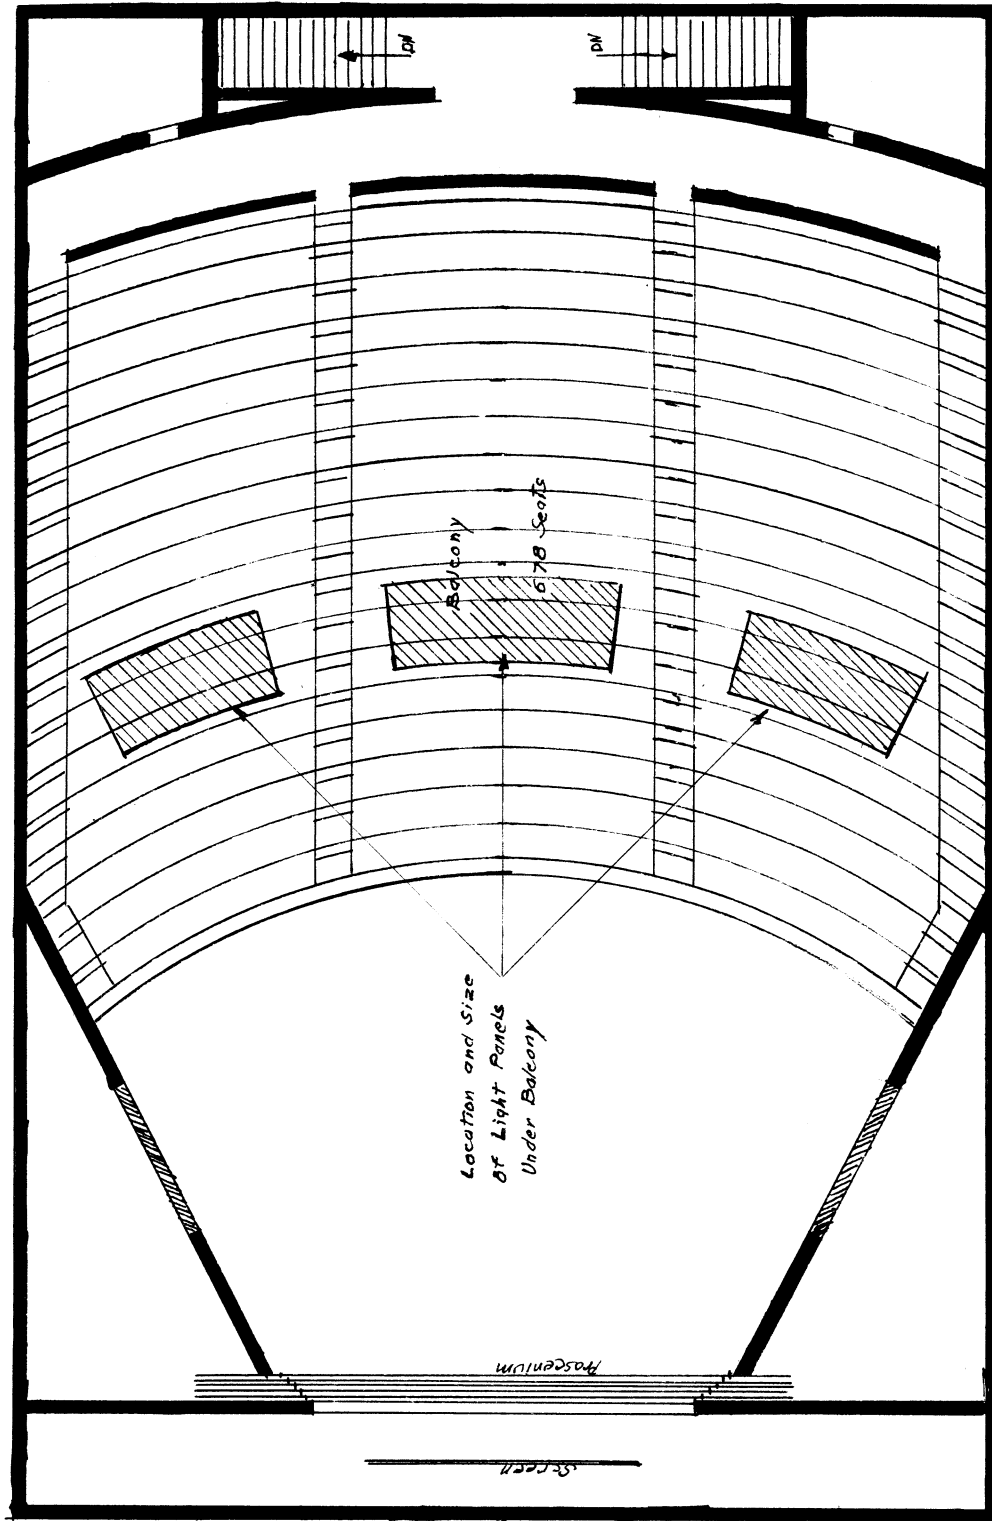 DN
DN
Balcony
678 Seats
Location and Size
of Light Panels
Under Balcony
Proscenium
Screen